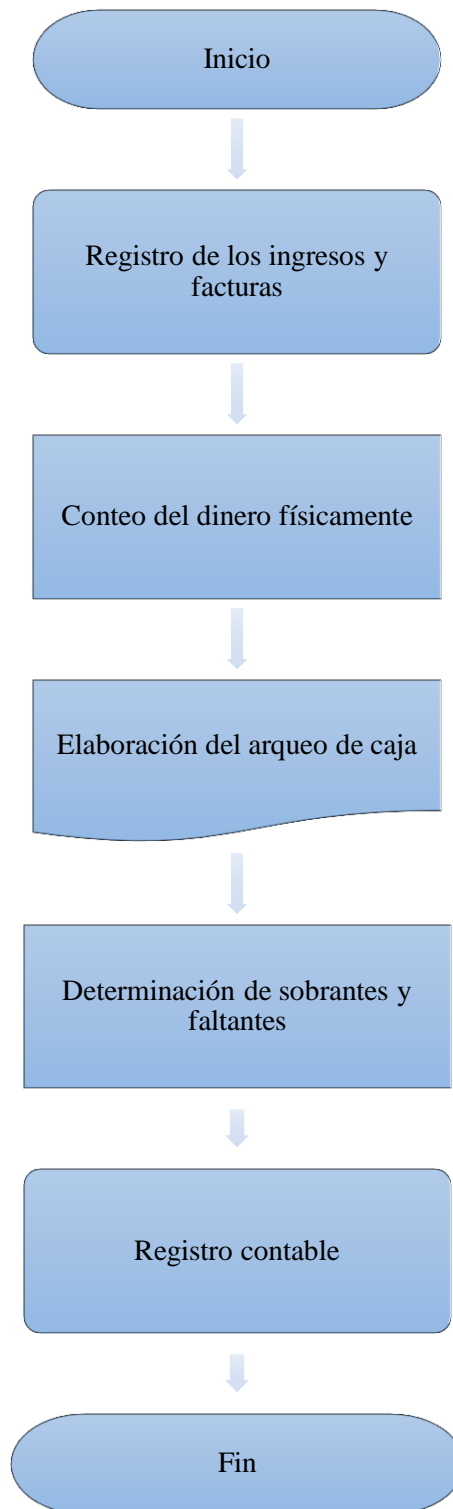 Inicio
Registro de los ingresos y
facturas
Conteo del dinero físicamente
Elaboración del arqueo de caja
Determinación de sobrantes y
faltantes
Registro contable
Fin